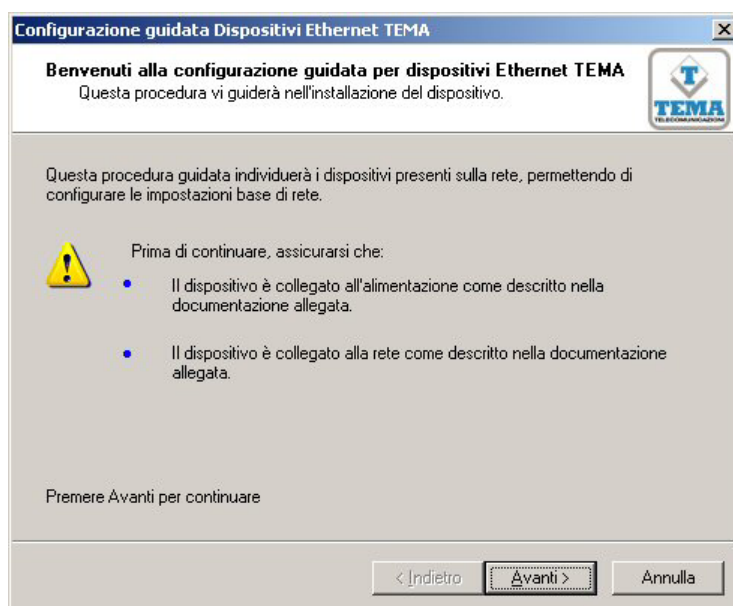 Configurazione guidata Dispositivi Ethernet TEMA
Benvenuti alla configurazione guidata per dispositivi Ethernet TEMA
Questa procedura vi guiderà nell'installazione del dispositivo.
T
TEMA
TELECOMUNICAZIONI
Questa procedura guidata individuerà i dispositivi presenti sulla rete, permettendo di
configurare le impostazioni base di rete.
Prima di continuare, assicurarsi che:
Il dispositivo è collegato all'alimentazione come descritto nella
documentazione allegata.
Il dispositivo è collegato alla rete come descritto nella documentazione
allegata.
Premere Avanti per continuare
< Indietro Avanti > Annulla